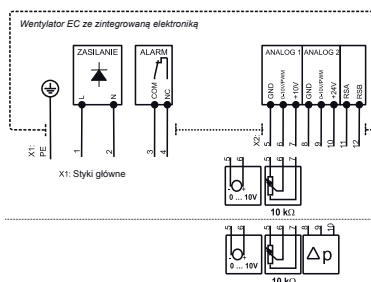 Wentylator EC ze zintegrowaną elektroniką
ZASILANIE
ALARM
ANALOG 1
ANALOG 2
L
N
COM
NC
GND
0-10V/PWM
+10V
GND
0-10V/PWM
+24V
RSA
RSB
X1:
PE
1
2
3
4
X2:
5
6
7
8
9
10
11
12
X1: Styki główne
5
6
5
6
7
- +
0 ... 10V
10 kΩ
5
6
5
6
7
8
9
10
- +
0 ... 10V
Δp
10 kΩ